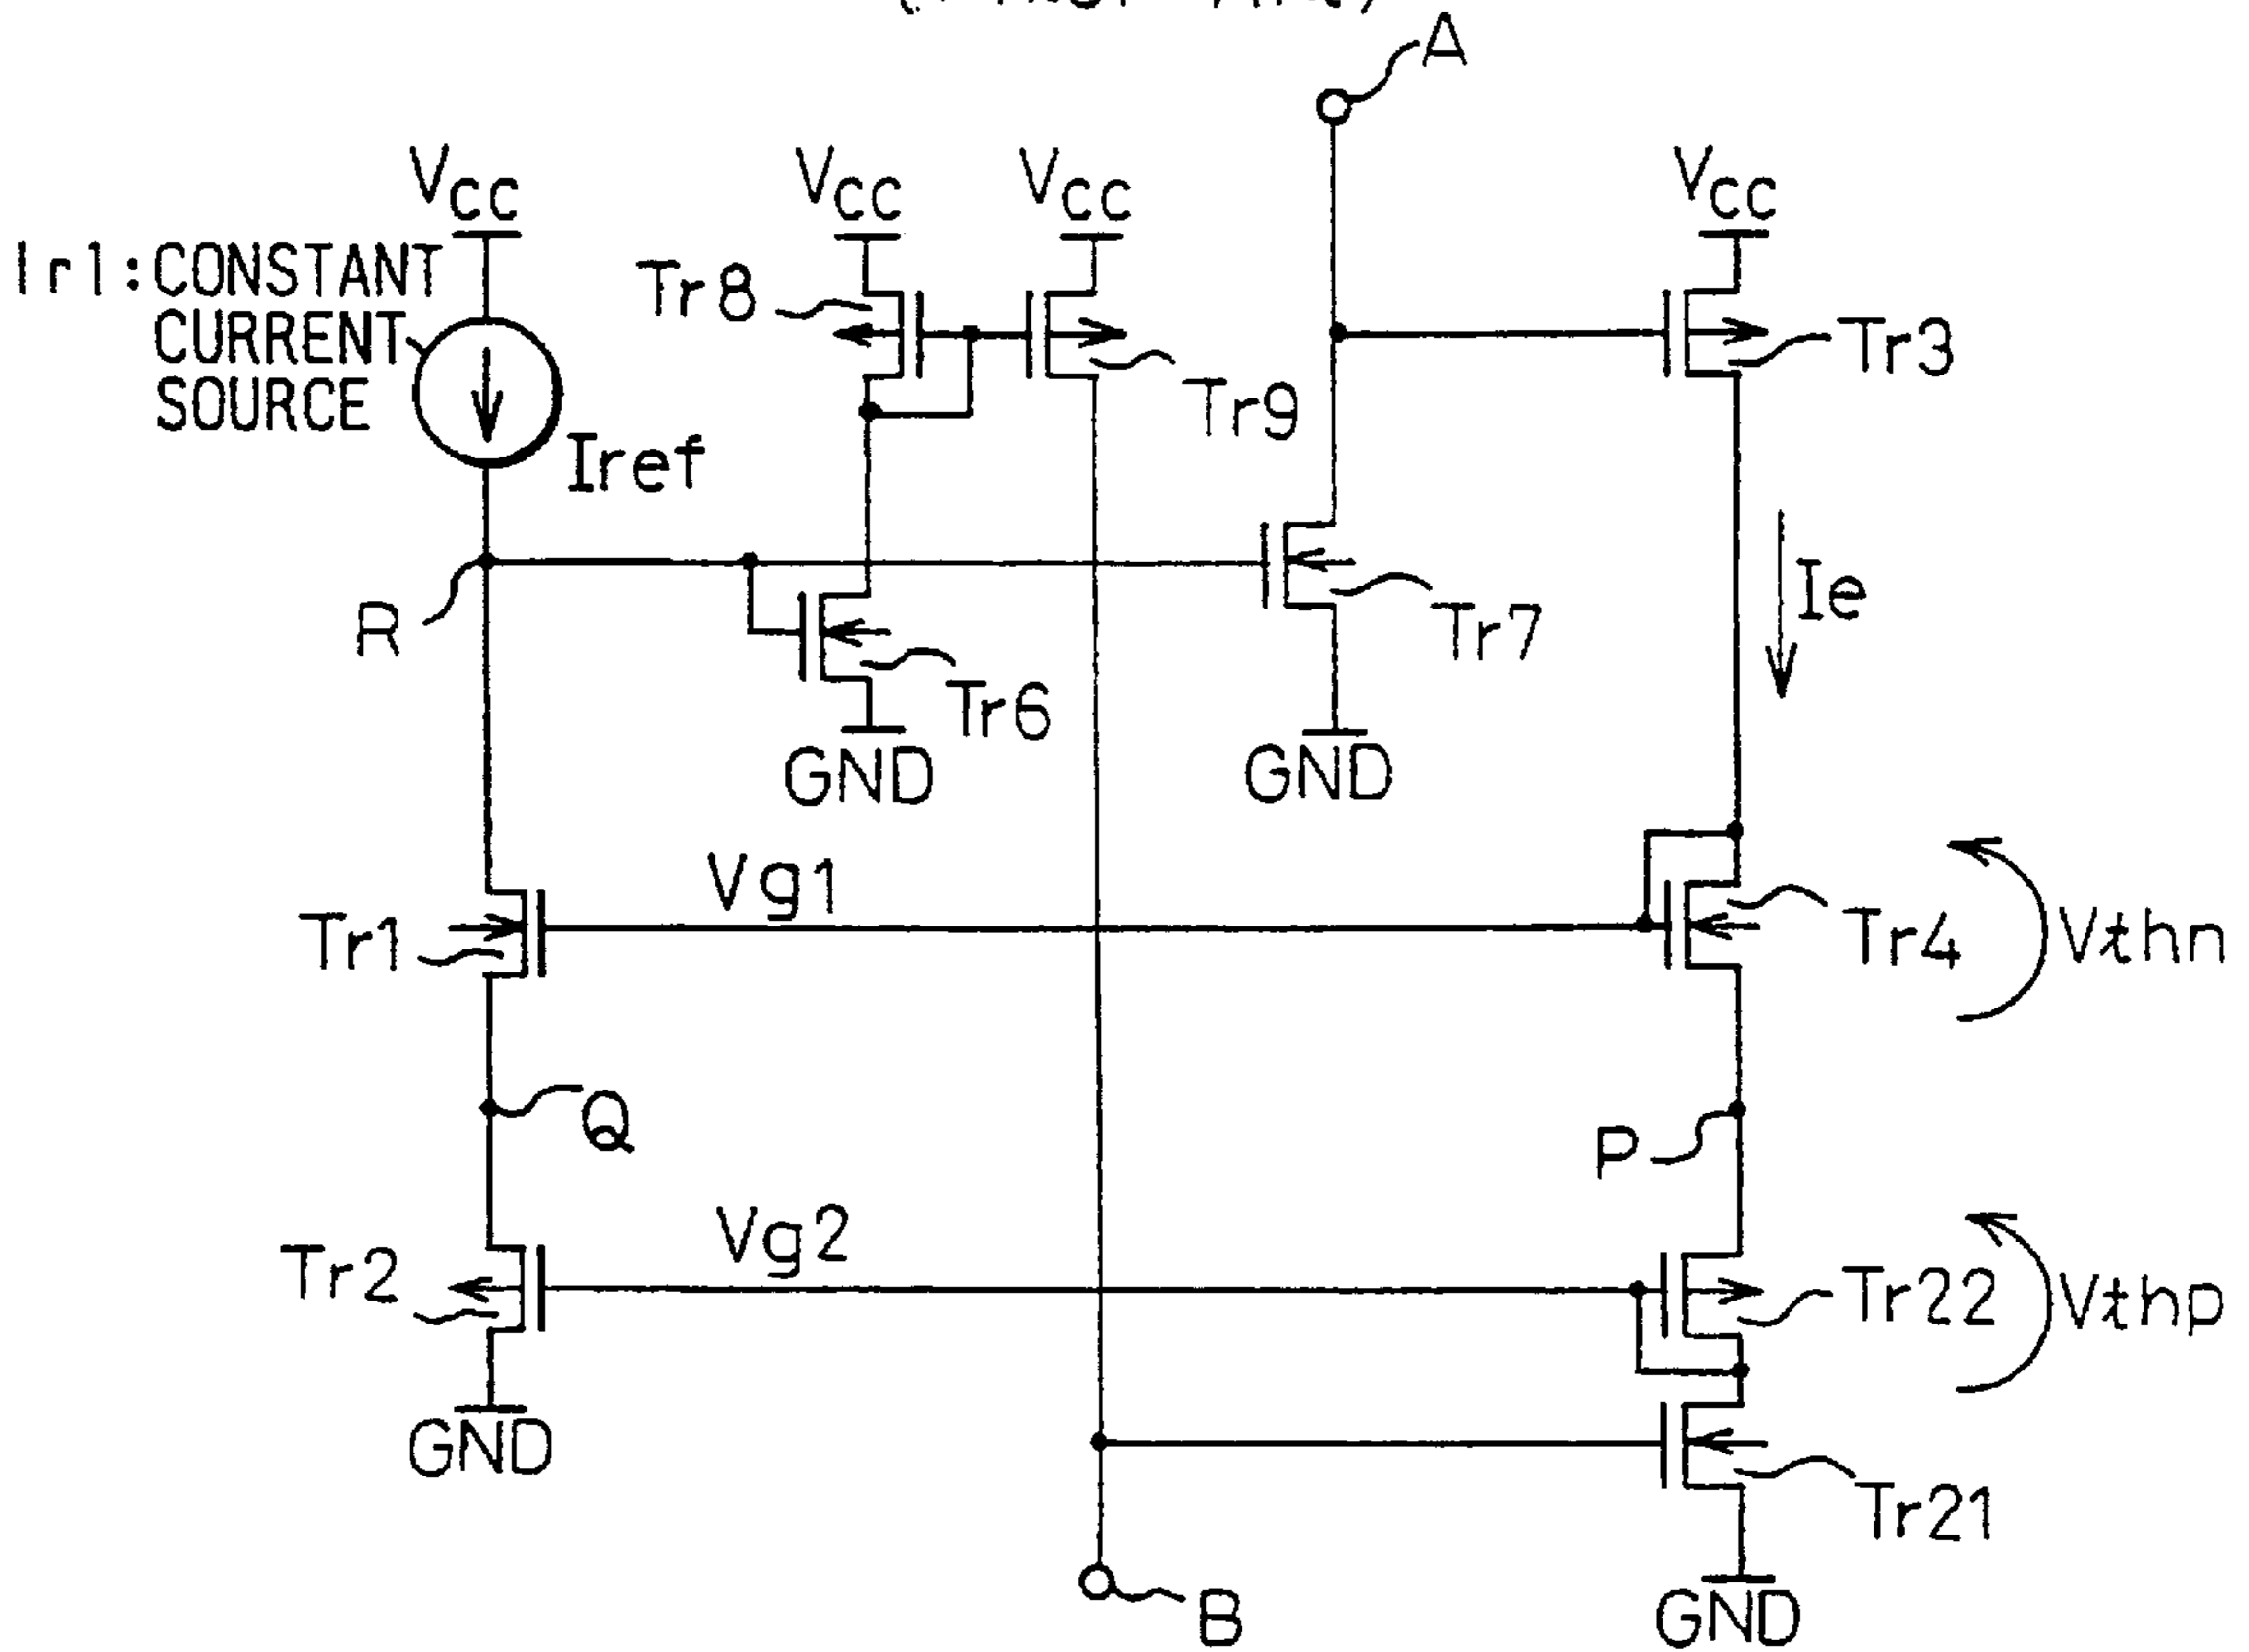 A
Vcc
Vcc
Vcc
Vcc
Ir1:CONSTANT
CURRENT
SOURCE
Tr8
Tr9
Tr3
Iref
Ie
R
Tr6
Tr7
GND
GND
Vg1
Tr1
Tr4
Vthn
Q
P
Vg2
Tr2
Tr22
Vthp
GND
Tr21
B
GND